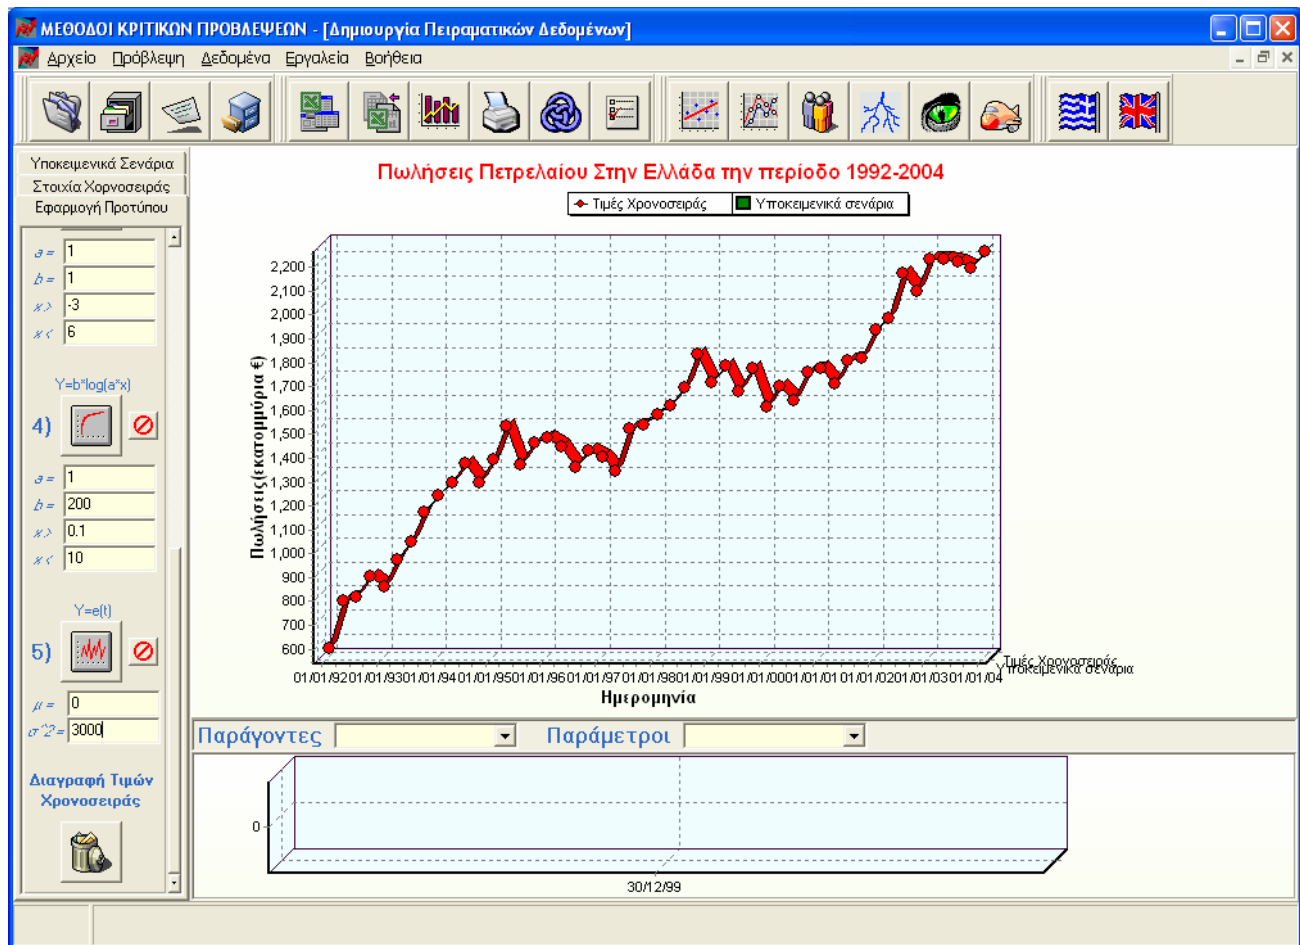 ΜΕΘΟΔΟΙ ΚΡΙΤΙΚΩΝ ΠΡΟΒΛΕΨΕΩΝ - [Δημιουργία Πειραματικών Δεδομένων]
Αρχείο Πρόβλεψη Δεδομένα Εργαλεία Βοήθεια
Υποκειμενικά Σενάρια
Στοιχία Χορνοσειράς
Εφαρμογή Προτύπου
a = 1
b = 1
x > -3
x < 6
Y=b*log(a*x)
4)
a = 1
b = 200
x > 0.1
x < 10
Y=e(t)
5)
μ = 0
σ^2= 3000
Διαγραφή Τιμών
Χρονοσειράς
Πωλήσεις Πετρελαίου Στην Ελλάδα την περίοδο 1992-2004
Τιμές Χρονοσειράς Υποκειμενικά σενάρια
Πωλήσεις(εκατομμύρια €)
2,200
2,100
2,000
1,900
1,800
1,700
1,600
1,500
1,400
1,300
1,200
1,100
1,000
900
800
700
600
01/01/92 01/01/93 01/01/94 01/01/95 01/01/96 01/01/97 01/01/98 01/01/99 01/01/00 01/01/01 01/01/02 01/01/03 01/01/04
Τιμές Χρονοσειράς
Υποκειμενικά σενάρια
Ημερομηνία
Παράγοντες Παράμετροι
0
30/12/99